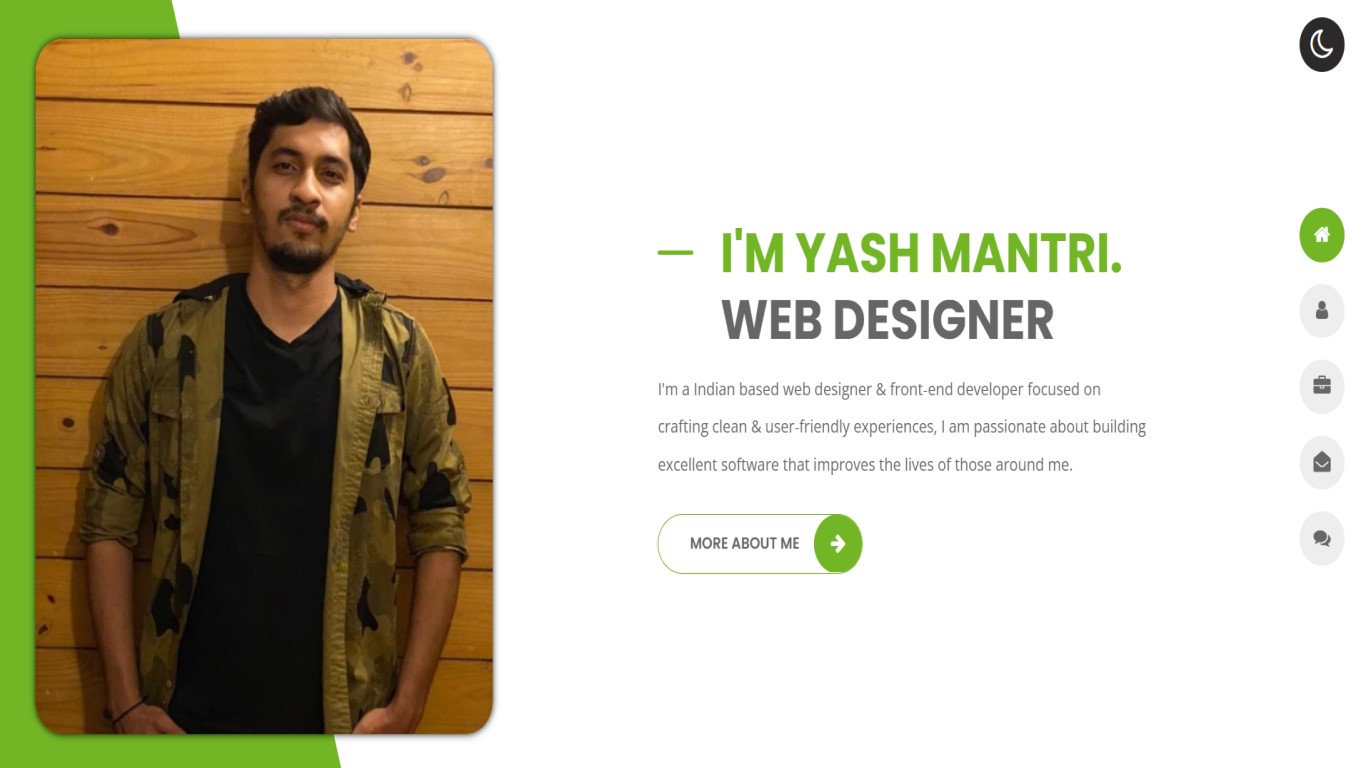 I'M YASH MANTRI.
WEB DESIGNER
I'm a Indian based web designer & front-end developer focused on
crafting clean & user-friendly experiences, I am passionate about building
excellent software that improves the lives of those around me.
MORE ABOUT ME